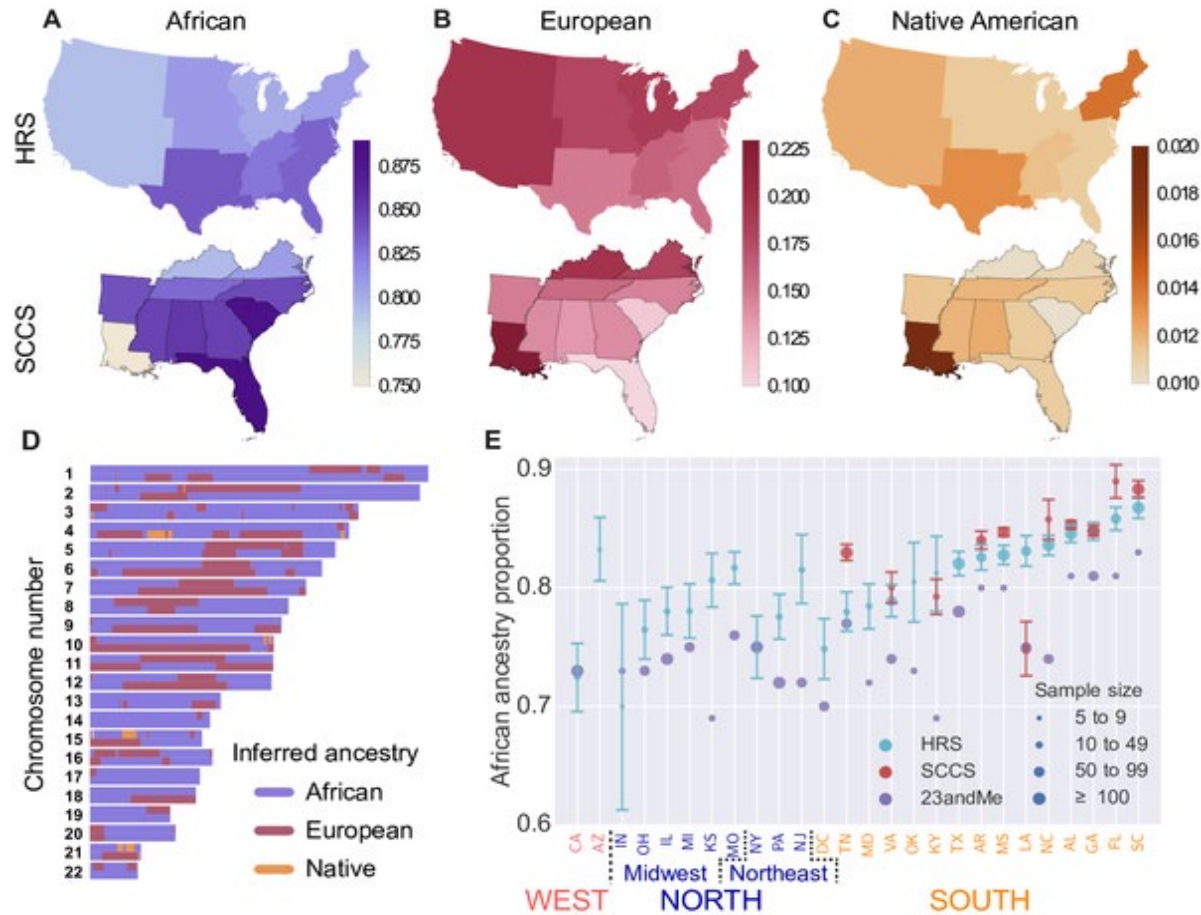 A African
B European
C Native American
HRS
0.875
0.850
0.825
0.800
0.775
0.750
0.225
0.200
0.175
0.150
0.125
0.100
0.020
0.018
0.016
0.014
0.012
0.010
SCCS
D
Chromosome number
1
2
3
4
5
6
7
8
9
10
11
12
13
14
15
16
17
18
19
20
21
22
Inferred ancestry
African
European
Native
E
African ancestry proportion
0.9
0.8
0.7
0.6
HRS
SCCS
23andMe
Sample size
5 to 9
10 to 49
50 to 99
≥ 100
CA AZ IN OH IL MI KS MO NY PA NJ DC TN MD VA OK KY TX AR MS LA NC AL GA FL SC
Midwest Northeast
WEST NORTH SOUTH